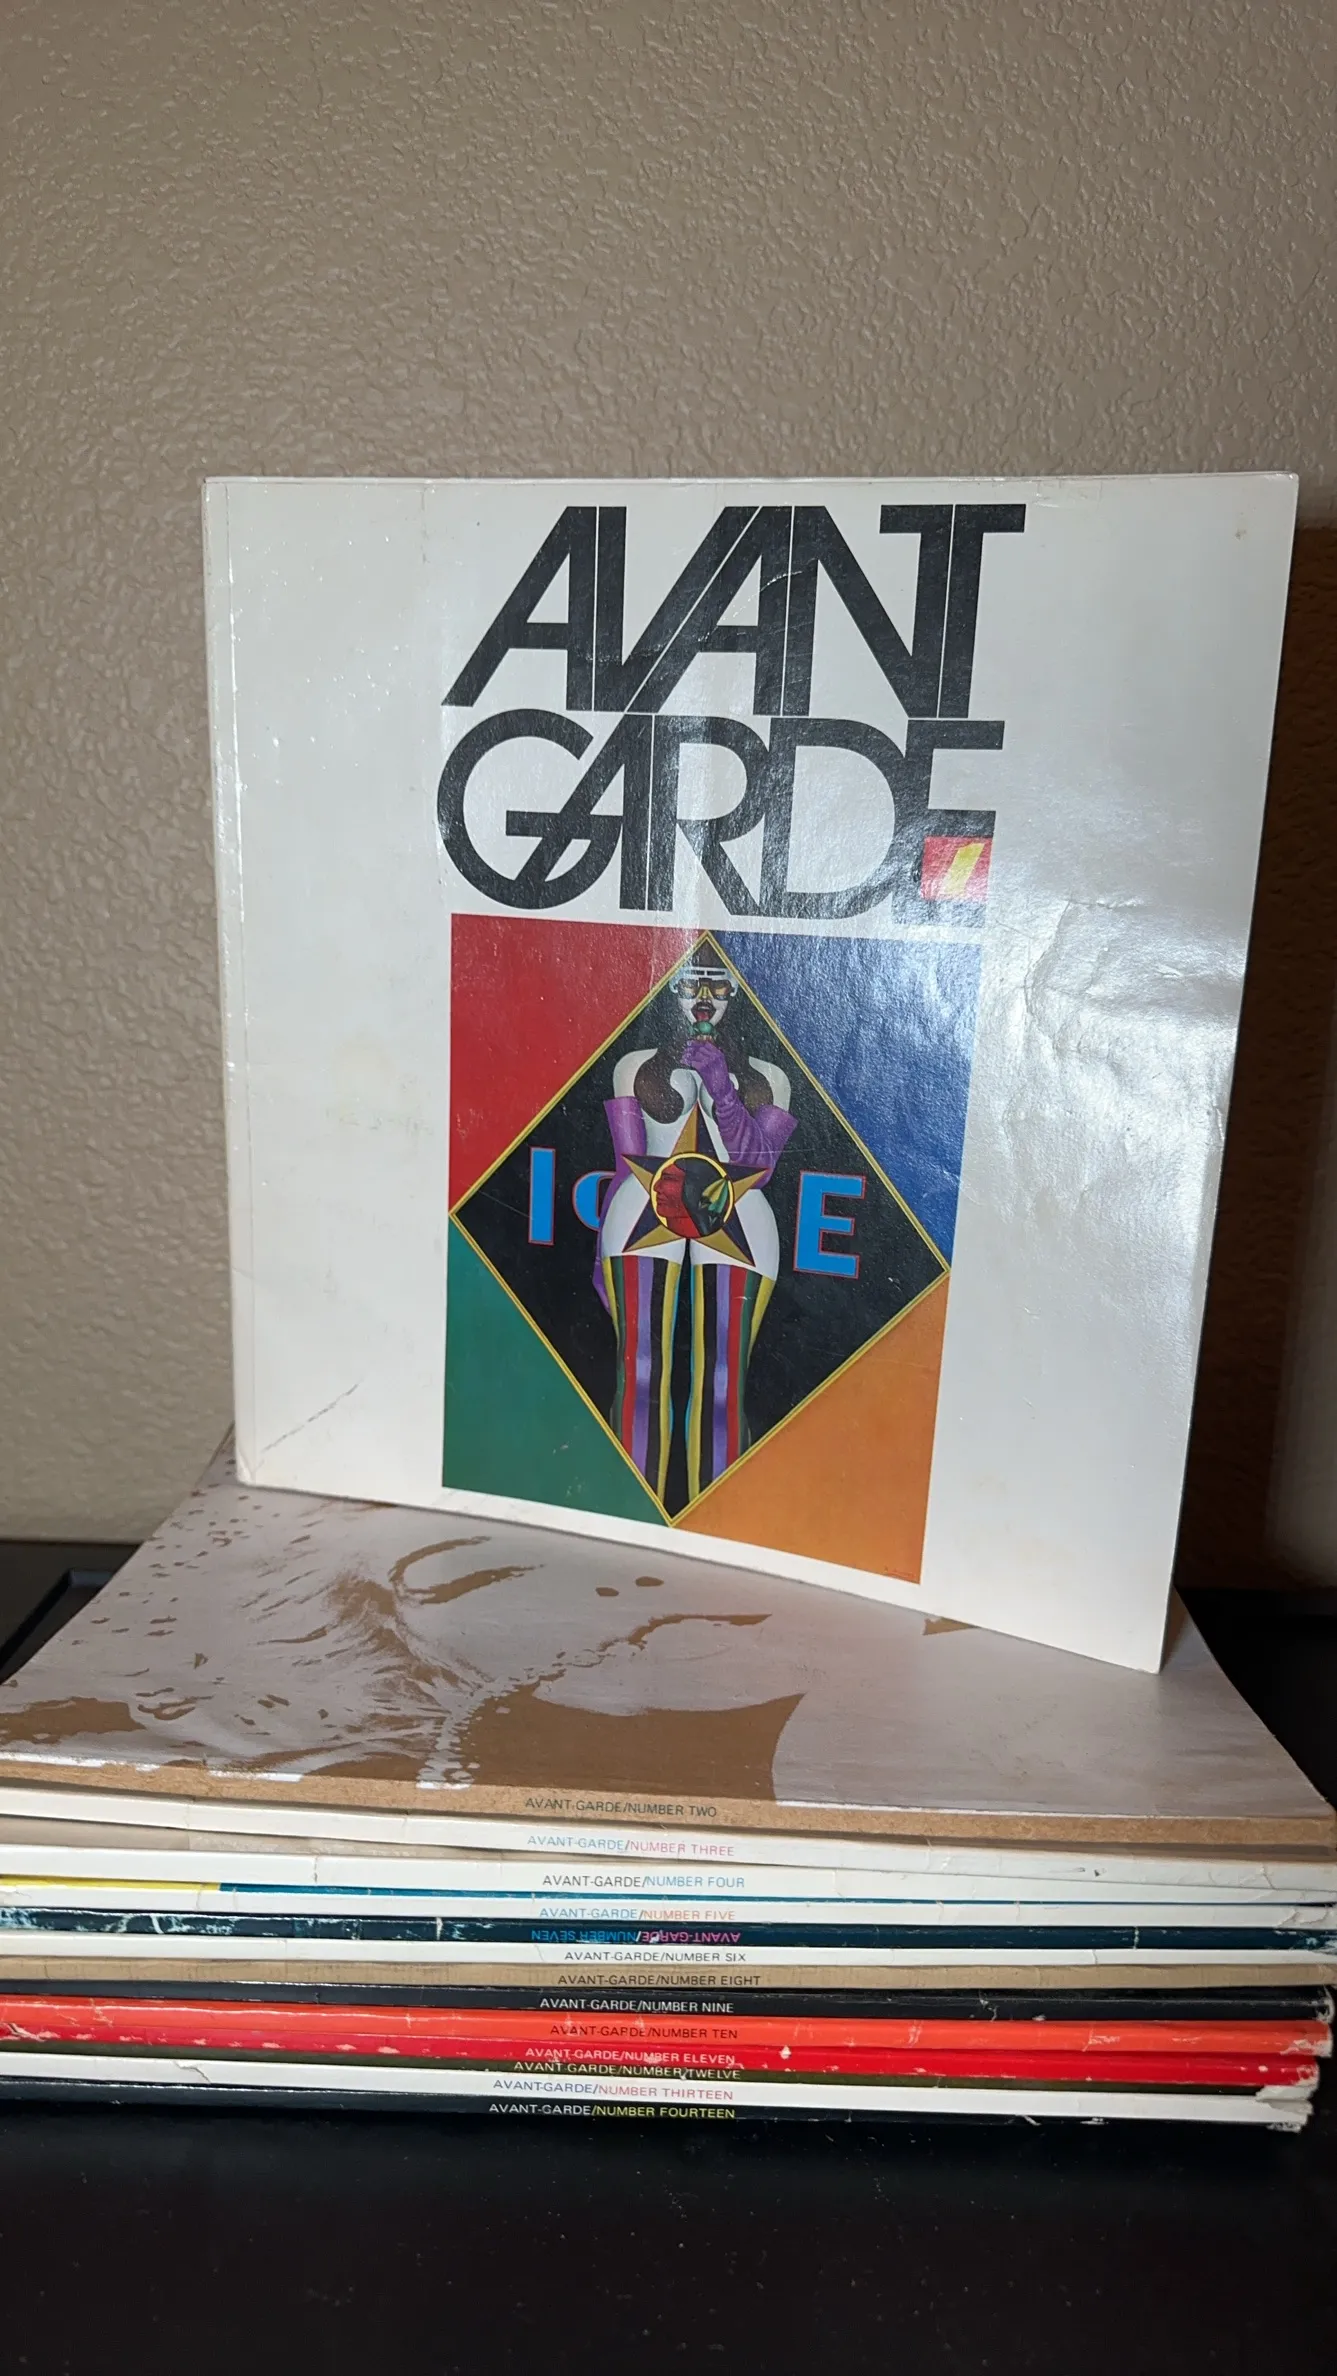 AVANT
GARDE
1
ICE
AVANT-GARDE/NUMBER TWO
AVANT-GARDE/NUMBER THREE
AVANT-GARDE/NUMBER FOUR
AVANT-GARDE/NUMBER FIVE
AVANT-GARDE/NUMBER SEVEN
AVANT-GARDE/NUMBER SIX
AVANT-GARDE/NUMBER EIGHT
AVANT-GARDE/NUMBER NINE
AVANT-GARDE/NUMBER TEN
AVANT-GARDE/NUMBER ELEVEN
AVANT-GARDE/NUMBER TWELVE
AVANT-GARDE/NUMBER THIRTEEN
AVANT-GARDE/NUMBER FOURTEEN